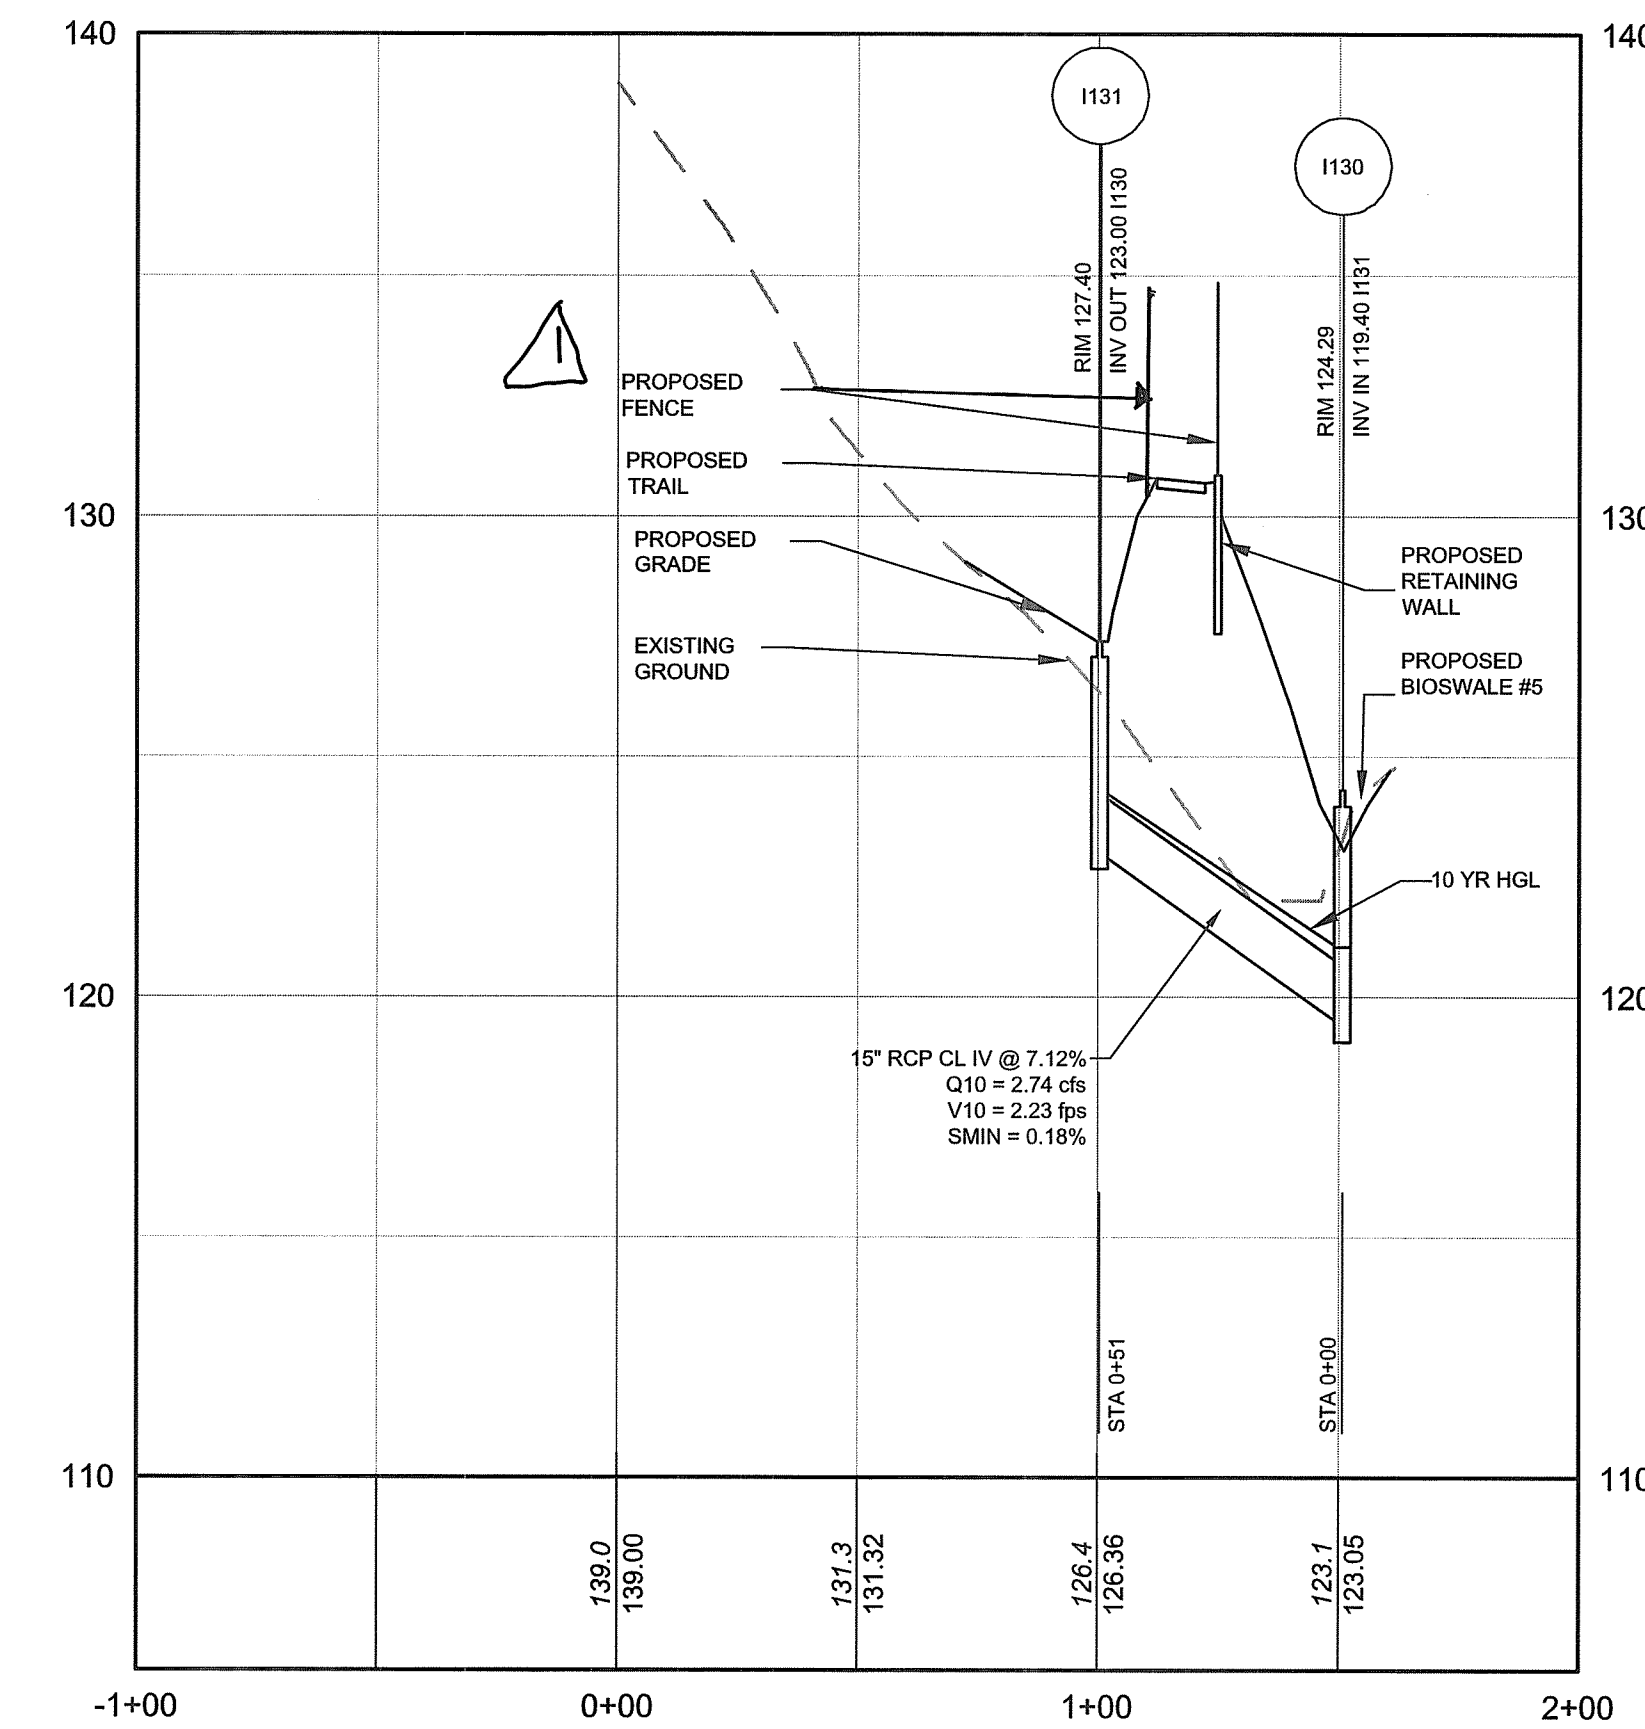 140
140
I131
I130
RIM 127.40
INV OUT 123.00 I130
RIM 124.29
INV IN 119.40 I131
1
PROPOSED
FENCE
PROPOSED
TRAIL
130
130
PROPOSED
GRADE
PROPOSED
RETAINING
WALL
EXISTING
GROUND
PROPOSED
BIOSWALE #5
10 YR HGL
120
120
15" RCP CL IV @ 7.12%
Q10 = 2.74 cfs
V10 = 2.23 fps
SMIN = 0.18%
STA 0+51
STA 0+00
110
110
139.0
139.00
131.3
131.32
126.4
126.36
123.1
123.05
-1+00
0+00
1+00
2+00